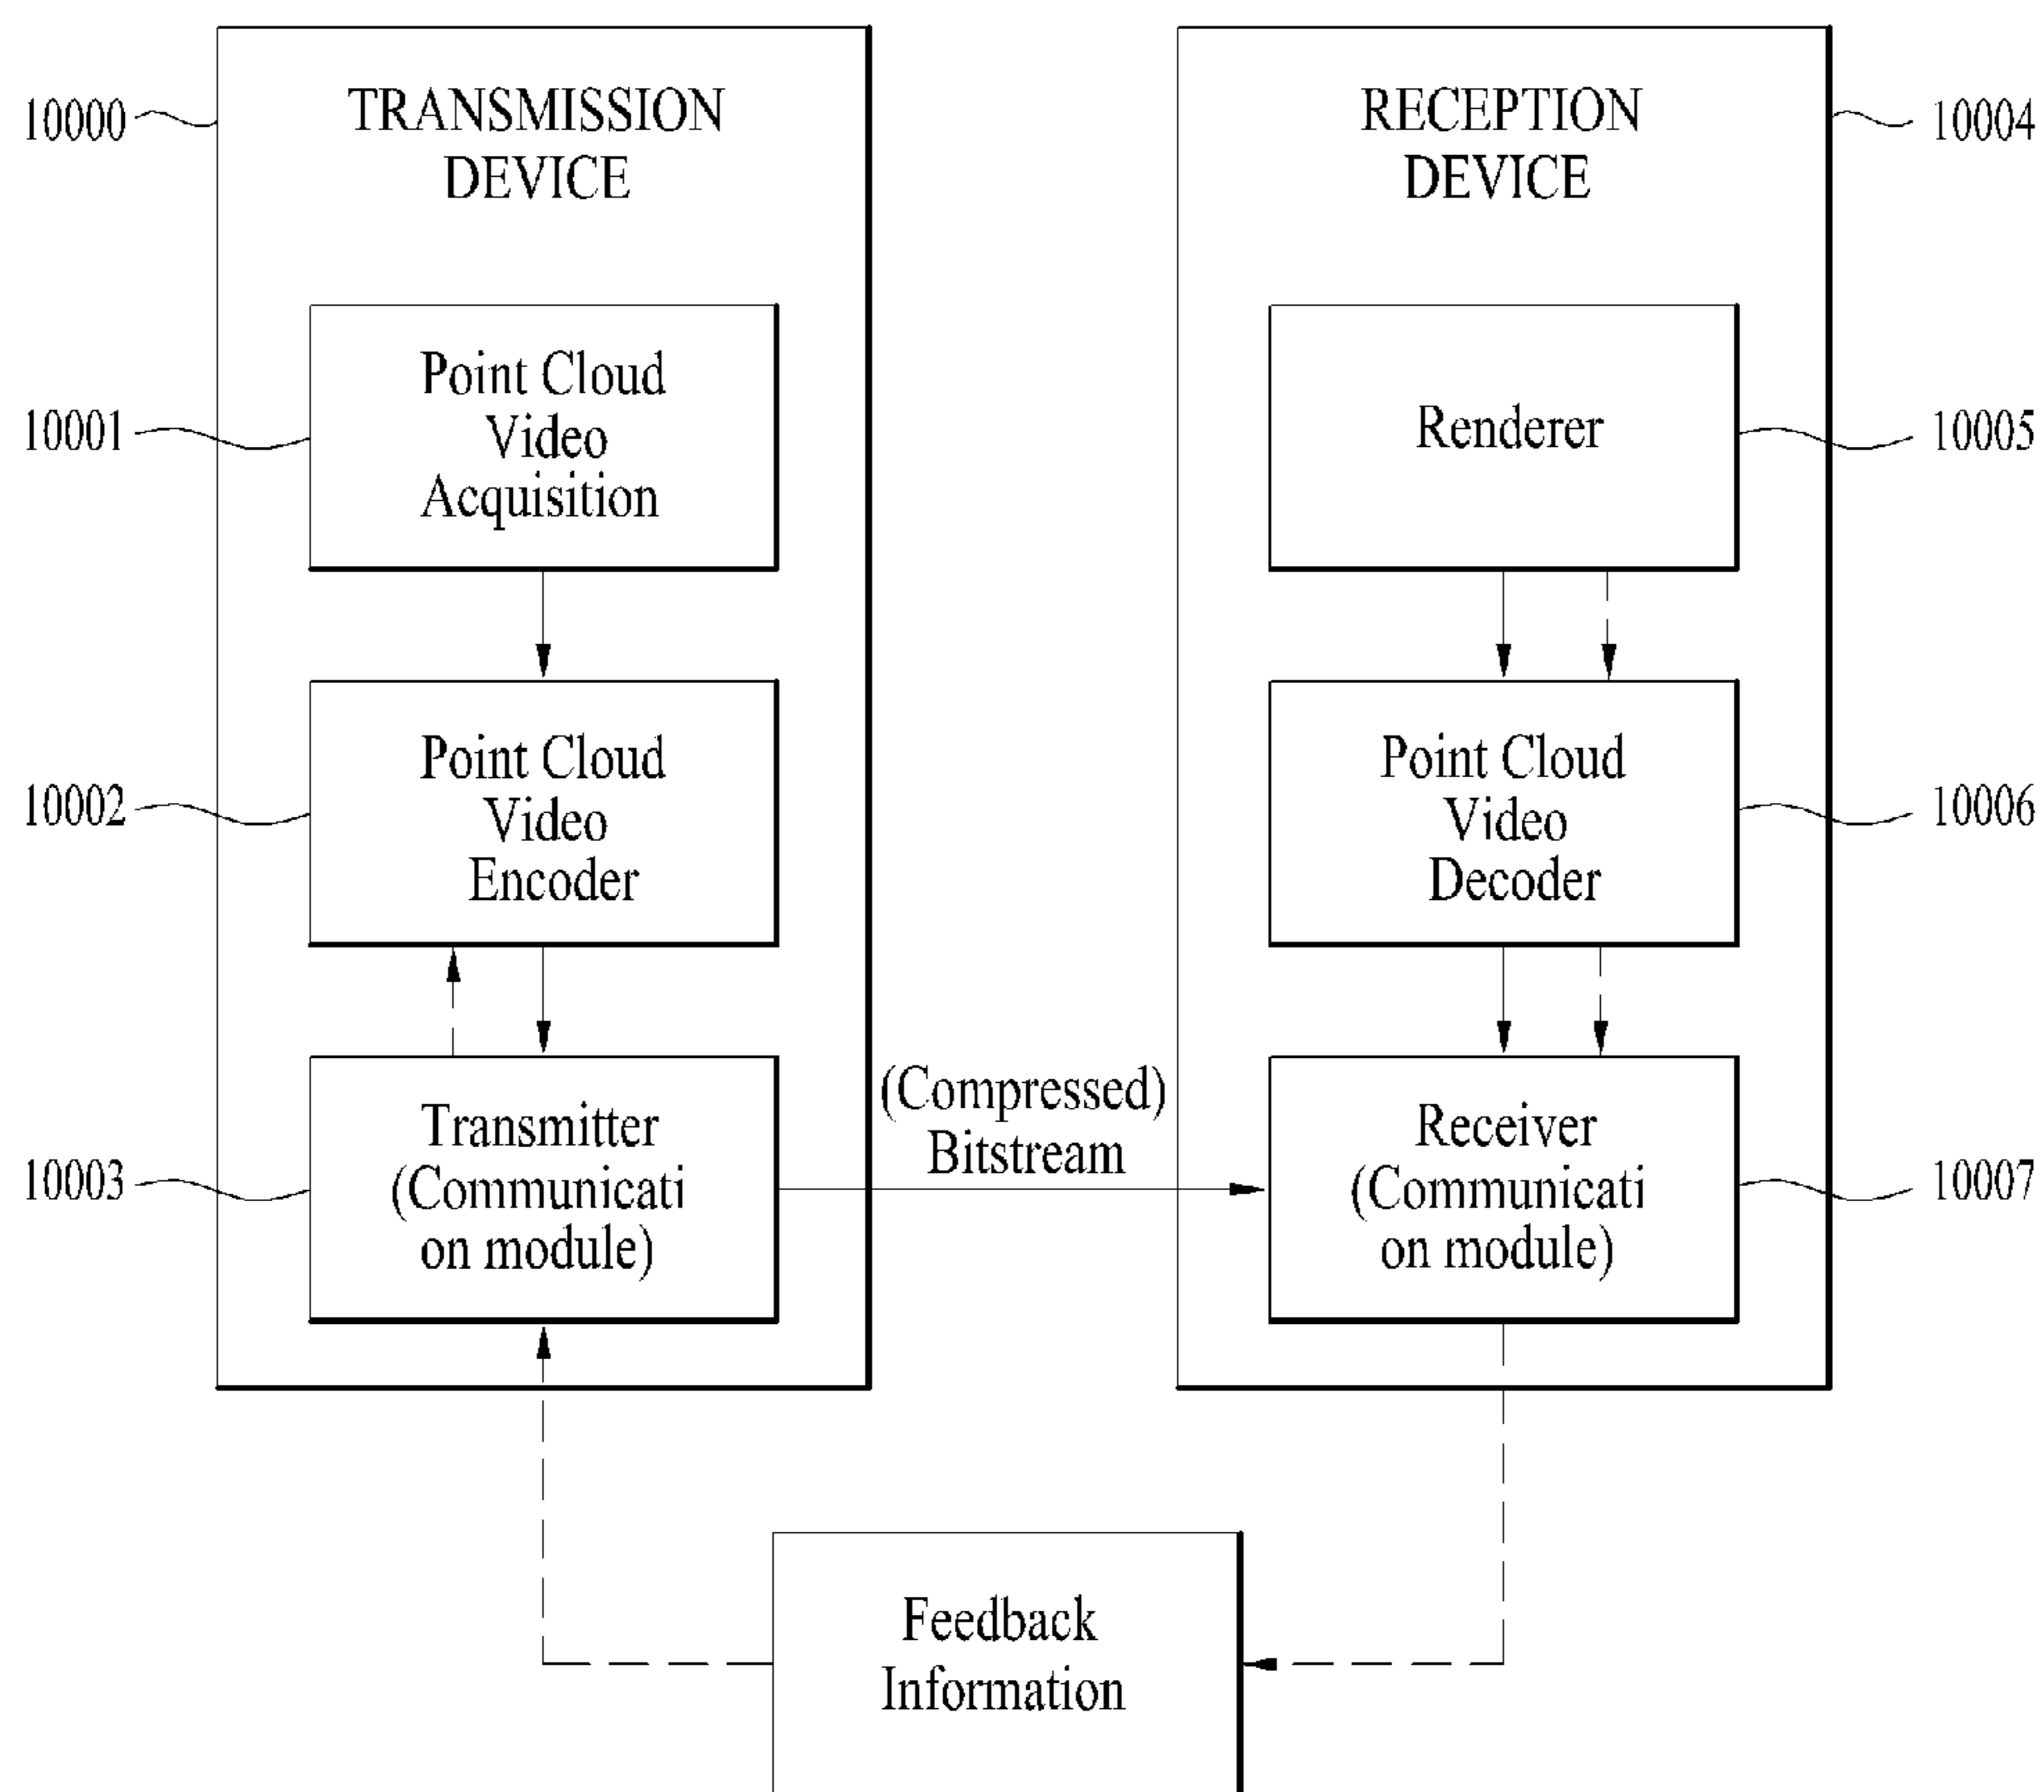 TRANSMISSION
DEVICE
10000
Point Cloud
Video
Acquisition
10001
Point Cloud
Video
Encoder
10002
Transmitter
(Communicati
on module)
10003
(Compressed)
Bitstream
RECEPTION
DEVICE
10004
Renderer
10005
Point Cloud
Video
Decoder
10006
Receiver
(Communicati
on module)
10007
Feedback
Information